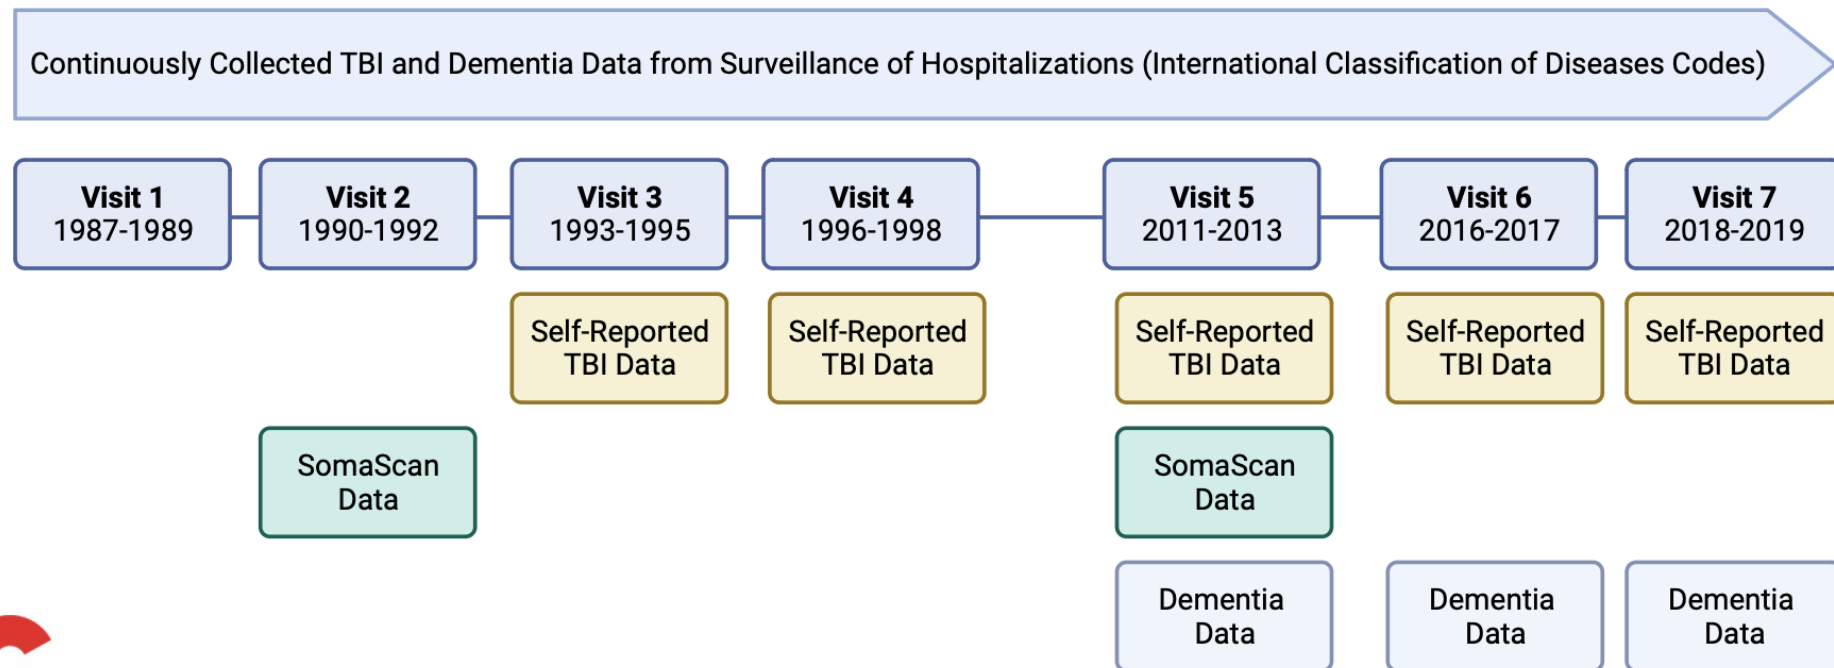 Continuously Collected TBI and Dementia Data from Surveillance of Hospitalizations (International Classification of Diseases Codes)
Visit 1
1987-1989
Visit 2
1990-1992
Visit 3
1993-1995
Visit 4
1996-1998
Visit 5
2011-2013
Visit 6
2016-2017
Visit 7
2018-2019
Self-Reported
TBI Data
Self-Reported
TBI Data
Self-Reported
TBI Data
Self-Reported
TBI Data
Self-Reported
TBI Data
SomaScan
Data
SomaScan
Data
Dementia
Data
Dementia
Data
Dementia
Data